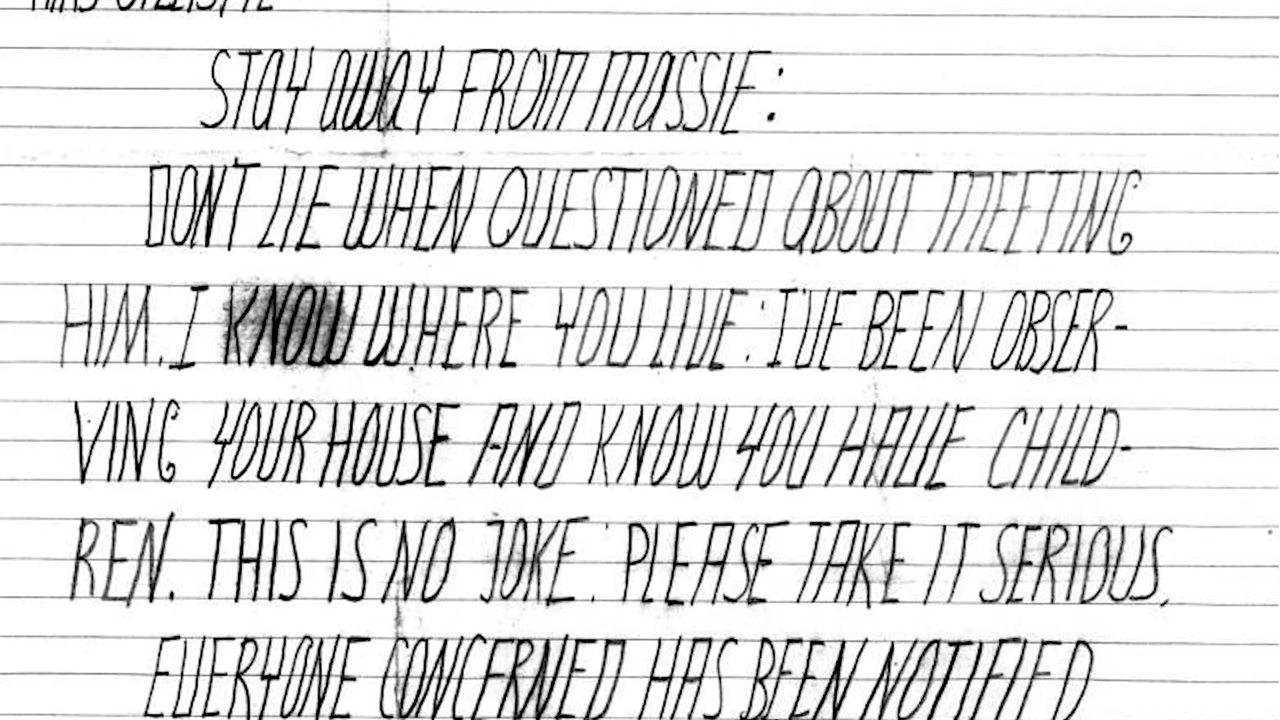 STAY AWAY FROM MASSIE:
DON'T LIE WHEN QUESTIONED ABOUT MEETING
HIM. I KNOW WHERE YOU LIVE: I'VE BEEN OBSER-
VING YOUR HOUSE AND KNOW YOU HAVE CHILD-
REN. THIS IS NO JOKE. PLEASE TAKE IT SERIOUS.
EVERYONE CONCERNED HAS BEEN NOTIFIED